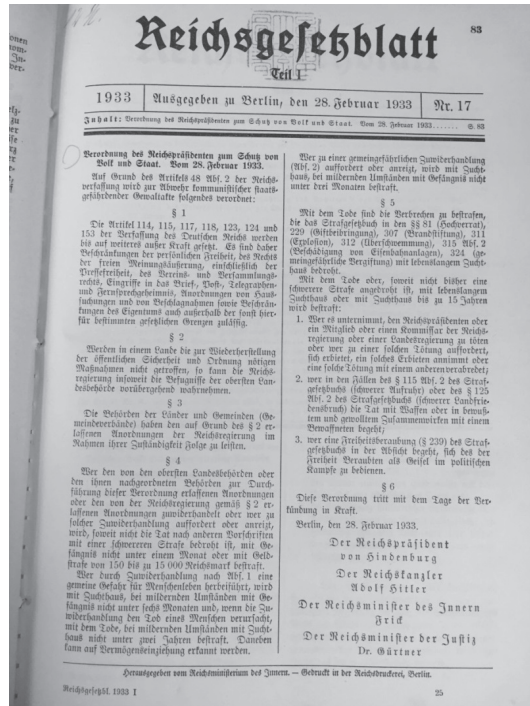 83
Reichsgesetzblatt
Teil I
1933 Ausgegeben zu Berlin, den 28. Februar 1933 Nr. 17
Inhalt: Verordnung des Reichspräsidenten zum Schutz von Volk und Staat. Vom 28. Februar 1933....... S. 83
Verordnung des Reichspräsidenten zum Schutz von
Volk und Staat. Vom 28. Februar 1933.
Auf Grund des Artikels 48 Abs. 2 der Reichs-
verfassung wird zur Abwehr kommunistischer staats-
gefährdender Gewaltakte folgendes verordnet:
§ 1
Die Artikel 114, 115, 117, 118, 123, 124 und
153 der Verfassung des Deutschen Reichs werden
bis auf weiteres außer Kraft gesetzt. Es sind daher
Beschränkungen der persönlichen Freiheit, des Rechts
der freien Meinungsäußerung, einschließlich der
Pressefreiheit, des Vereins- und Versammlungs-
rechts, Eingriffe in das Brief-, Post-, Telegraphen-
und Fernsprechgeheimnis, Anordnungen von Haus-
suchungen und von Beschlagnahmen sowie Beschrän-
kungen des Eigentums auch außerhalb der sonst hier-
für bestimmten gesetzlichen Grenzen zulässig.
§ 2
Werden in einem Lande die zur Wiederherstellung
der öffentlichen Sicherheit und Ordnung nötigen
Maßnahmen nicht getroffen, so kann die Reichs-
regierung insoweit die Befugnisse der obersten Lan-
desbehörde vorübergehend wahrnehmen.
§ 3
Die Behörden der Länder und Gemeinden (Ge-
meindeverbände) haben den auf Grund des § 2 er-
lassenen Anordnungen der Reichsregierung im
Rahmen ihrer Zuständigkeit Folge zu leisten.
§ 4
Wer den von den obersten Landesbehörden oder
den ihnen nachgeordneten Behörden zur Durch-
führung dieser Verordnung erlassenen Anordnungen
oder den von der Reichsregierung gemäß § 2 er-
lassenen Anordnungen zuwiderhandelt oder wer zu
solcher Zuwiderhandlung auffordert oder anreizt,
wird, soweit nicht die Tat nach anderen Vorschriften
mit einer schwereren Strafe bedroht ist, mit Ge-
fängnis nicht unter einem Monat oder mit Geld-
strafe von 150 bis zu 15 000 Reichsmark bestraft.
Wer durch Zuwiderhandlung nach Abs. 1 eine
gemeine Gefahr für Menschenleben herbeiführt, wird
mit Zuchthaus, bei mildernden Umständen mit Ge-
fängnis nicht unter sechs Monaten und, wenn die Zu-
widerhandlung den Tod eines Menschen verursacht,
mit dem Tode, bei mildernden Umständen mit Zucht-
haus nicht unter zwei Jahren bestraft. Daneben
kann auf Vermögenseinziehung erkannt werden.
Wer zu einer gemeingefährlichen Zuwiderhandlung
(Abs. 2) auffordert oder anreizt, wird mit Zucht-
haus, bei mildernden Umständen mit Gefängnis nicht
unter drei Monaten bestraft.
§ 5
Mit dem Tode sind die Verbrechen zu bestrafen,
die das Strafgesetzbuch in den §§ 81 (Hochverrat),
229 (Giftbeibringung), 307 (Brandstiftung), 311
(Explosion), 312 (Überschwemmung), 315 Abs. 2
(Beschädigung von Eisenbahnanlagen), 324 (ge-
meingefährliche Vergiftung) mit lebenslangem Zucht-
haus bedroht.
Mit dem Tode oder, soweit nicht bisher eine
schwerere Strafe angedroht ist, mit lebenslangem
Zuchthaus oder mit Zuchthaus bis zu 15 Jahren
wird bestraft:
1. Wer es unternimmt, den Reichspräsidenten oder
ein Mitglied oder einen Kommissar der Reichs-
regierung oder einer Landesregierung zu töten
oder wer zu einer solchen Tötung auffordert,
sich erbietet, ein solches Erbieten annimmt oder
eine solche Tötung mit einem anderen verabredet;
2. wer in den Fällen des § 115 Abs. 2 des Straf-
gesetzbuchs (schwerer Aufruhr) oder des § 125
Abs. 2 des Strafgesetzbuchs (schwerer Landfrie-
densbruch) die Tat mit Waffen oder in bewuß-
tem und gewolltem Zusammenwirken mit einem
Bewaffneten begeht;
3. wer eine Freiheitsberaubung (§ 239) des Straf-
gesetzbuchs in der Absicht begeht, sich des der
Freiheit Beraubten als Geisel im politischen
Kampfe zu bedienen.
§ 6
Diese Verordnung tritt mit dem Tage der Ver-
kündung in Kraft.
Berlin, den 28. Februar 1933.
Der Reichspräsident
von Hindenburg
Der Reichskanzler
Adolf Hitler
Der Reichsminister des Innern
Frick
Der Reichsminister der Justiz
Dr. Gürtner
Herausgegeben vom Reichsministerium des Innern. — Gedruckt in der Reichsdruckerei, Berlin.
Reichsgesetzbl. 1933 I 25